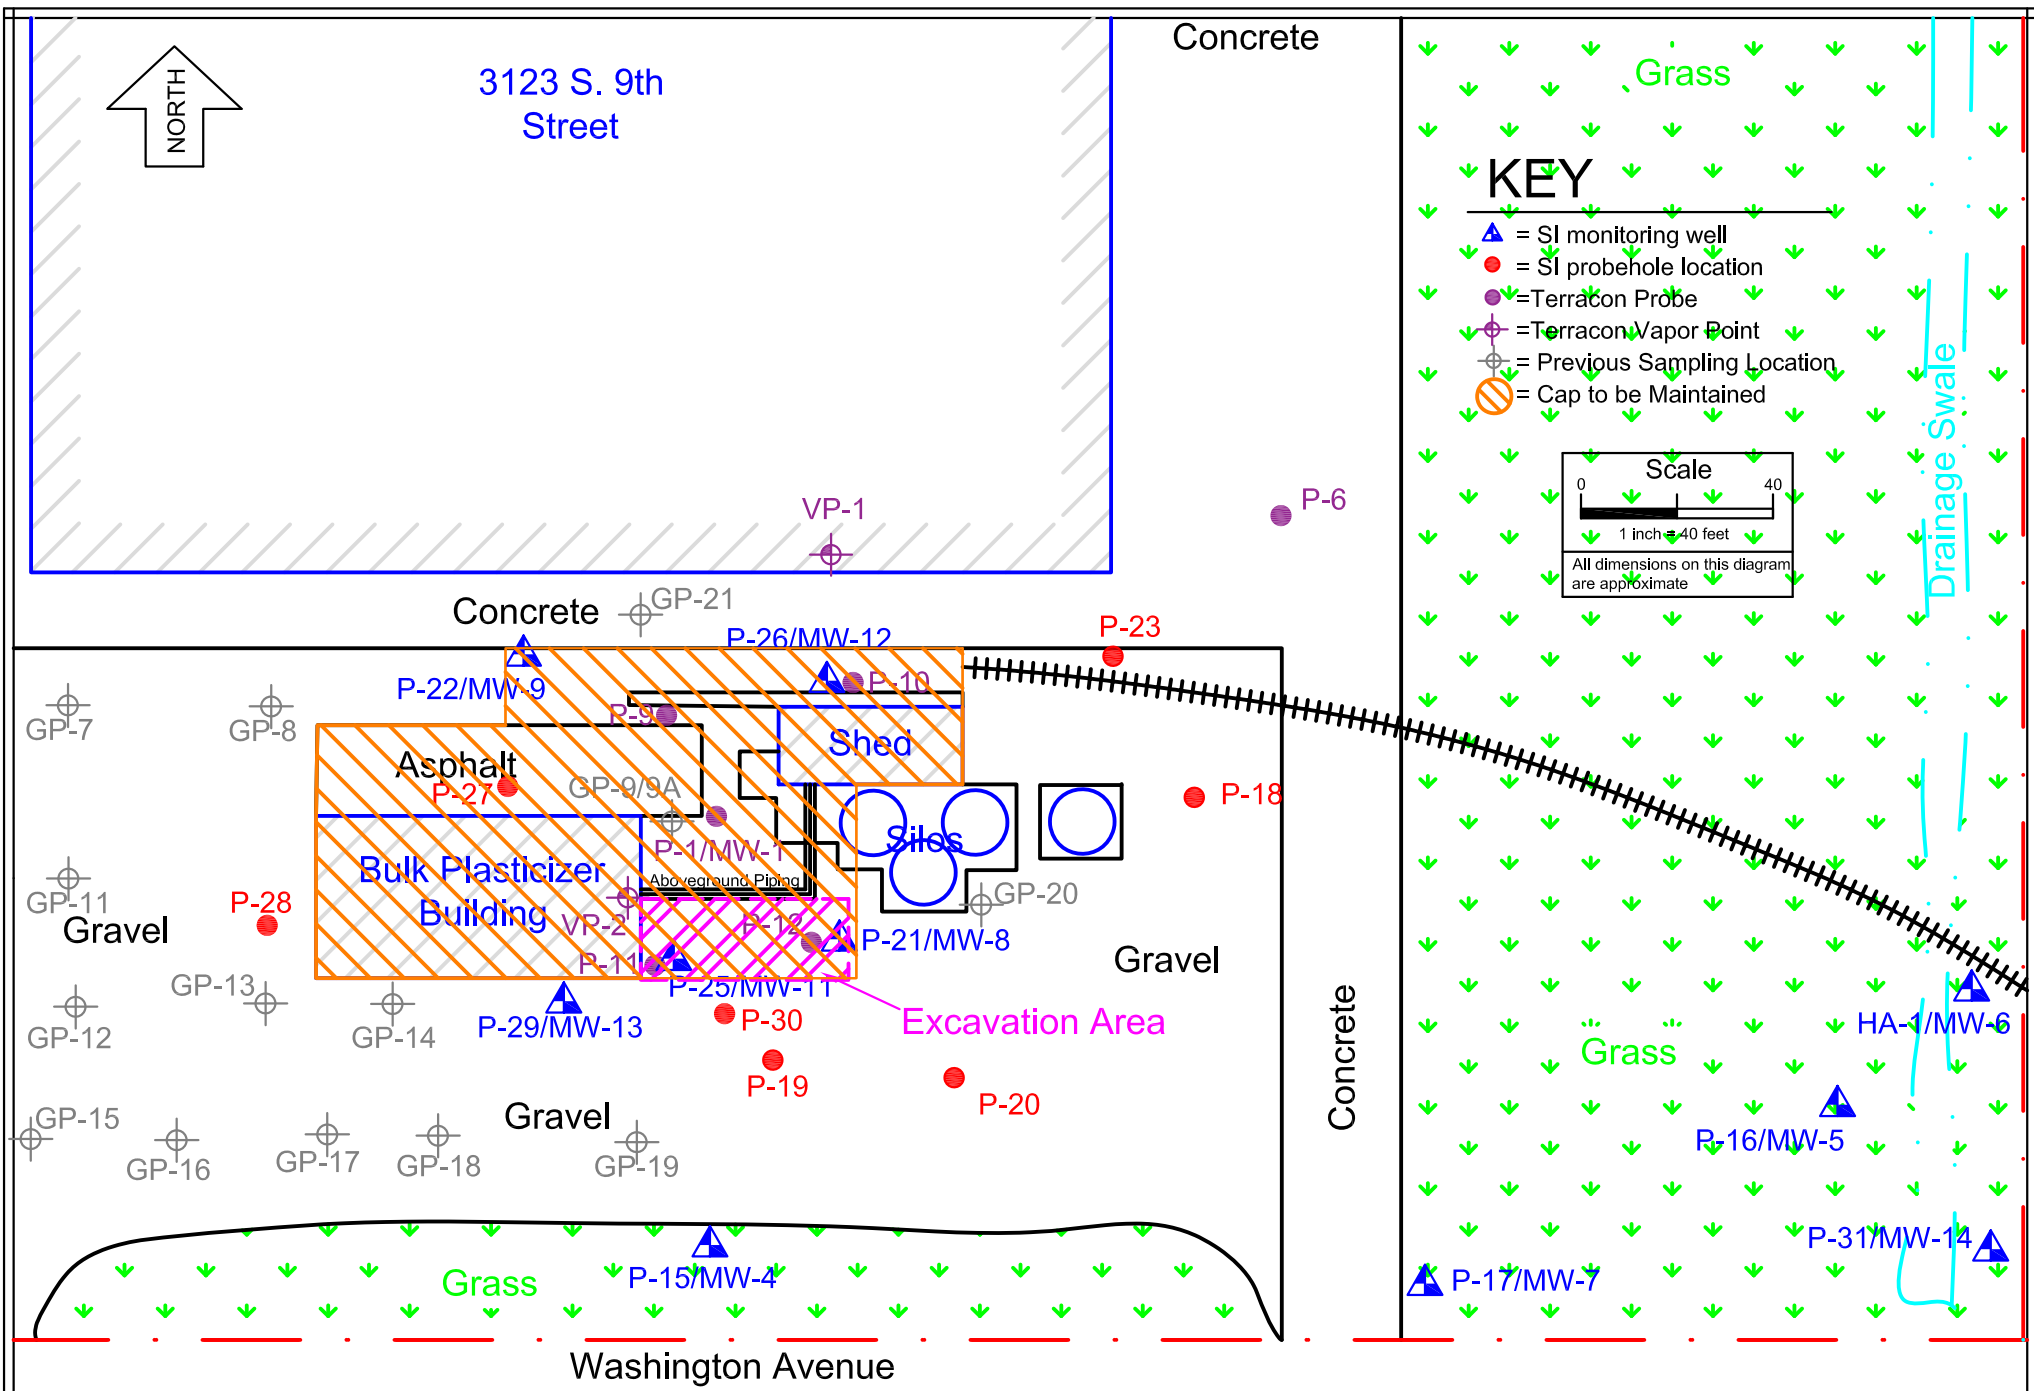 Concrete
3123 S. 9th
Street
NORTH
Grass
KEY
= SI monitoring well
= SI probehole location
=Terracon Probe
=Terracon Vapor Point
= Previous Sampling Location
= Cap to be Maintained
Scale
0
40
1 inch = 40 feet
All dimensions on this diagram
are approximate
Drainage Swale
VP-1
P-6
GP-21
Concrete
P-26/MW-12
P-23
P-22/MW-9
P-10
P-9
GP-7
GP-8
Shed
Asphalt
P-27
GP-9/9A
P-18
Silos
P-1/MW-1
Bulk Plasticizer
Building
Aboveground Piping
GP-11
P-28
GP-20
Gravel
VP-2
P-12
P-21/MW-8
Gravel
P-11
P-25/MW-11
GP-13
GP-12
GP-14
P-29/MW-13
P-30
Excavation Area
Concrete
HA-1/MW-6
Grass
P-19
P-20
Gravel
GP-15
GP-16
GP-17
GP-18
GP-19
P-16/MW-5
P-31/MW-14
Grass
P-15/MW-4
P-17/MW-7
Washington Avenue